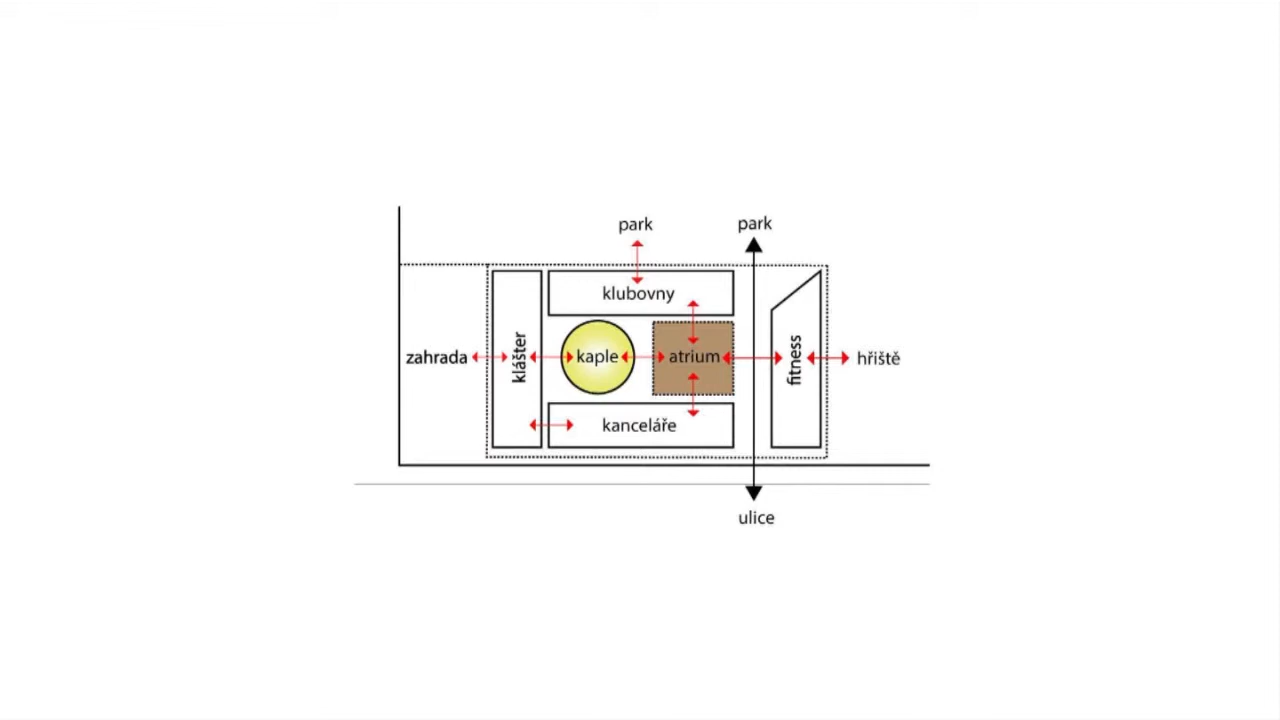 park
park
klubovny
zahrada
klášter
kaple
atrium
fitness
hřiště
kanceláře
ulice